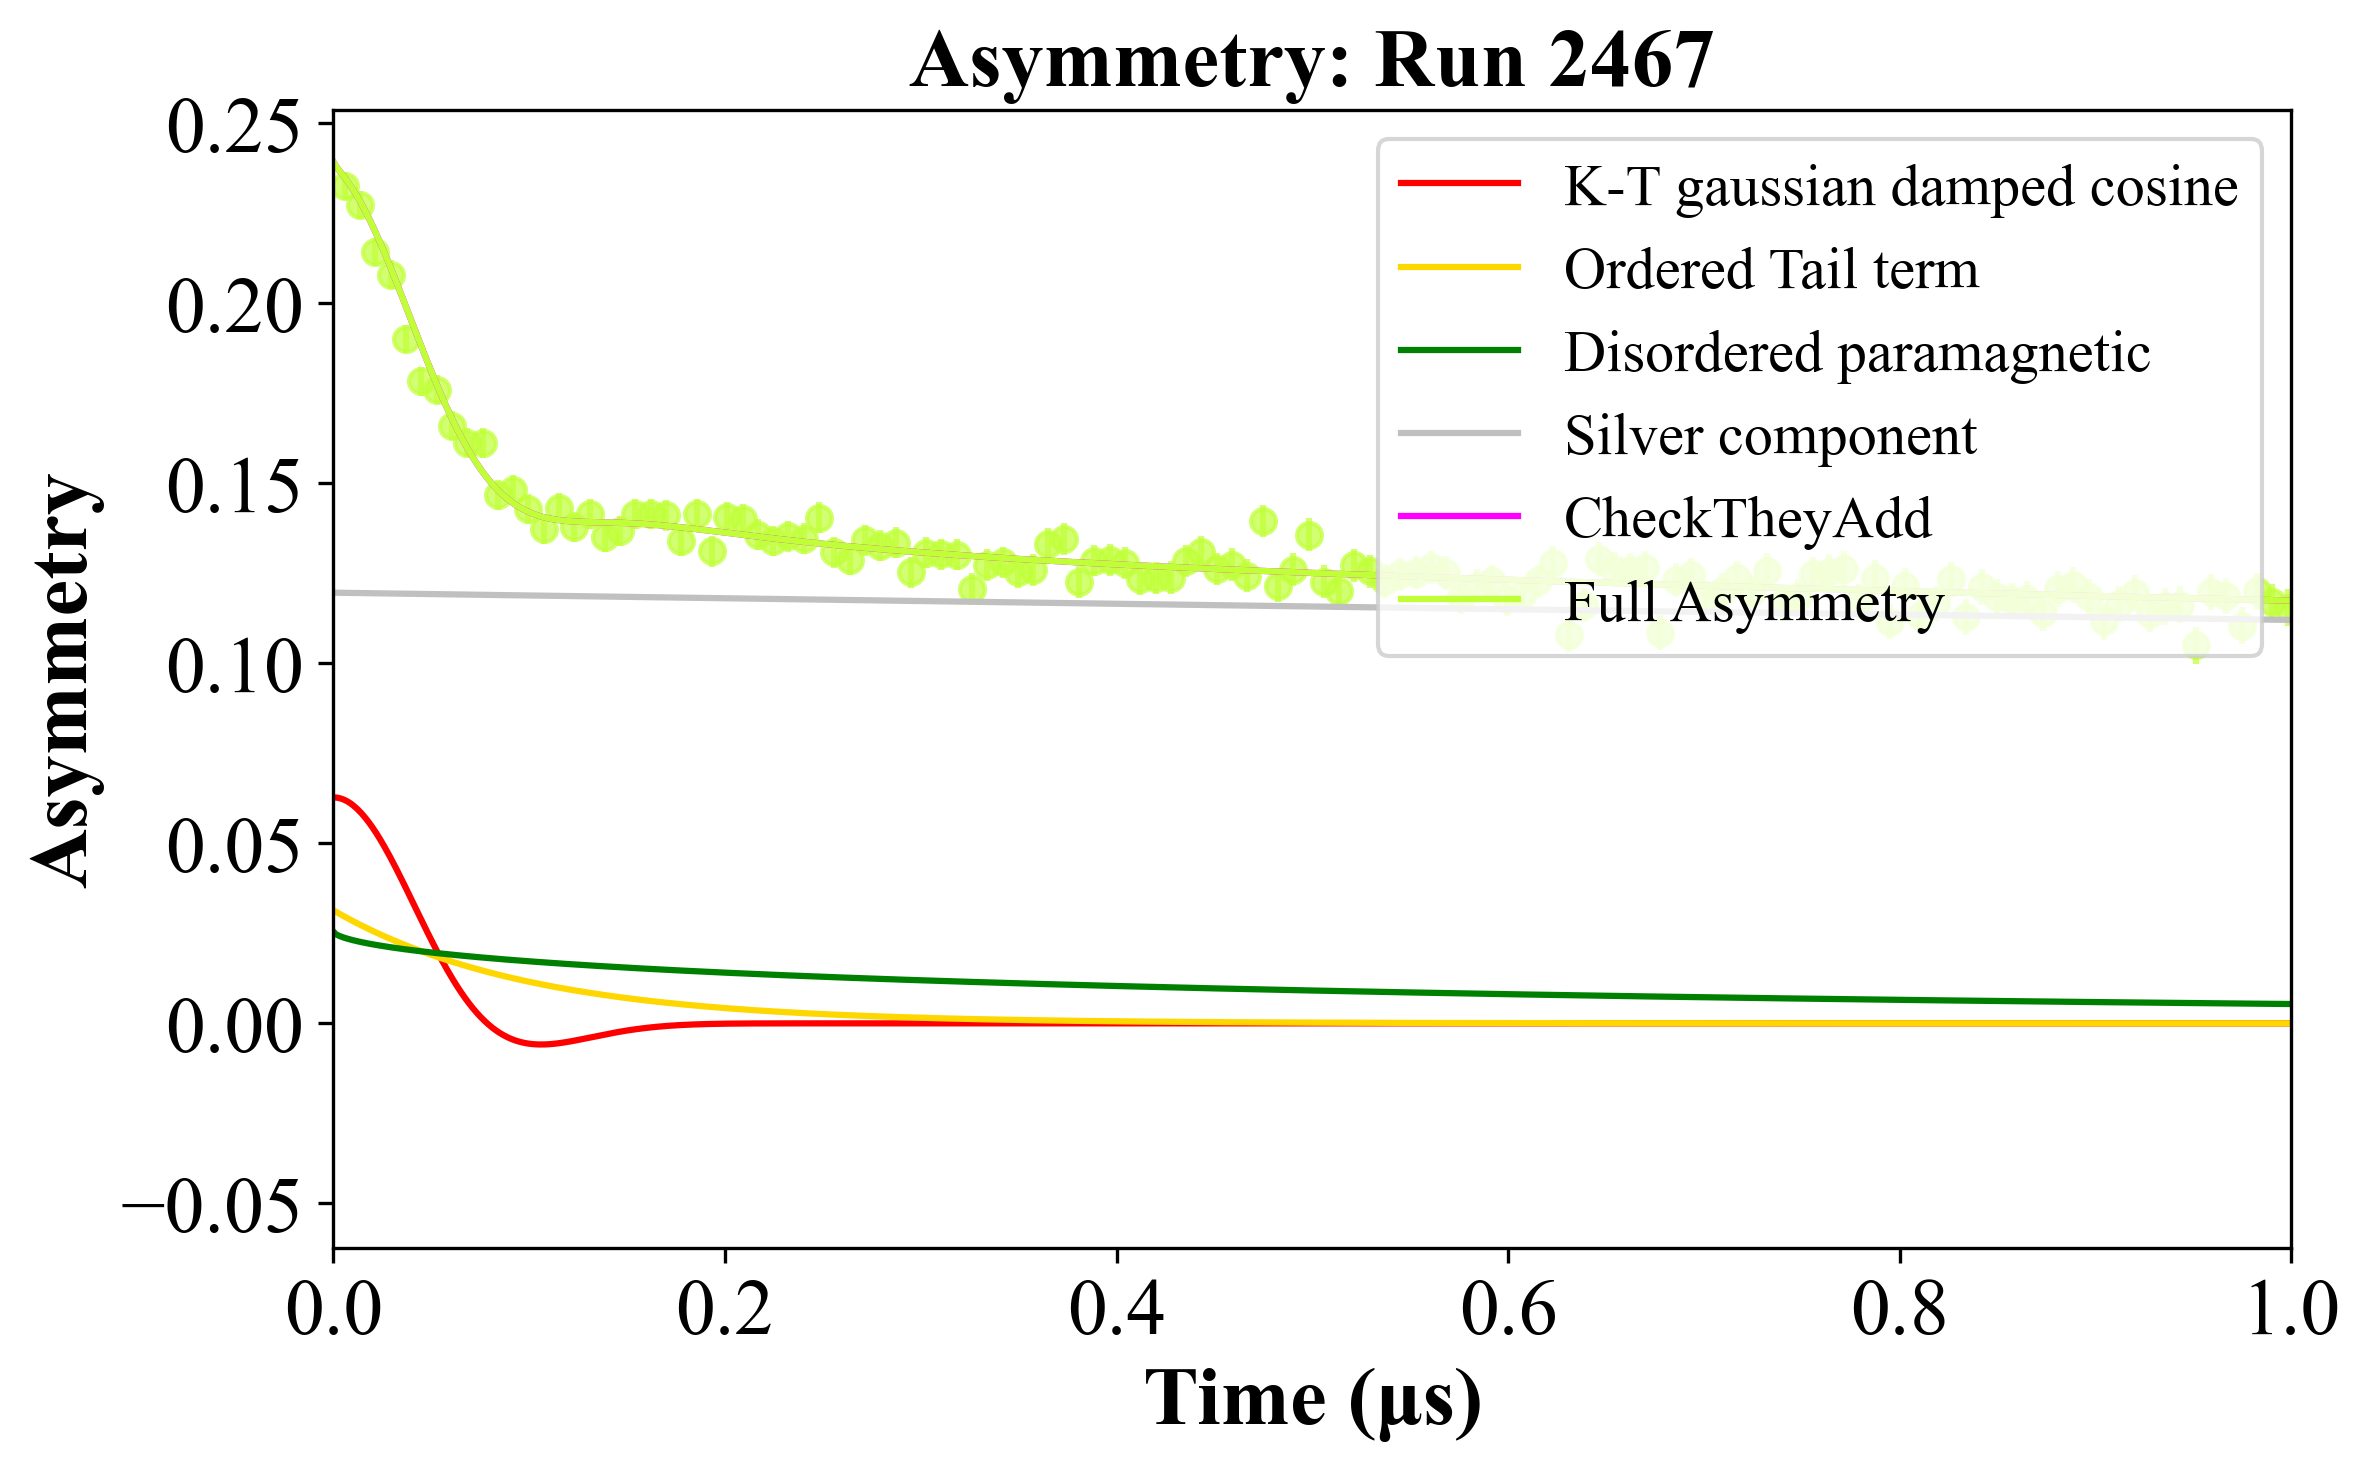 Asymmetry: Run 2467
0.25
0.20
0.15
0.10
0.05
0.00
−0.05
Asymmetry
K-T gaussian damped cosine
Ordered Tail term
Disordered paramagnetic
Silver component
CheckTheyAdd
Full Asymmetry
0.0 0.2 0.4 0.6 0.8 1.0
Time (μs)